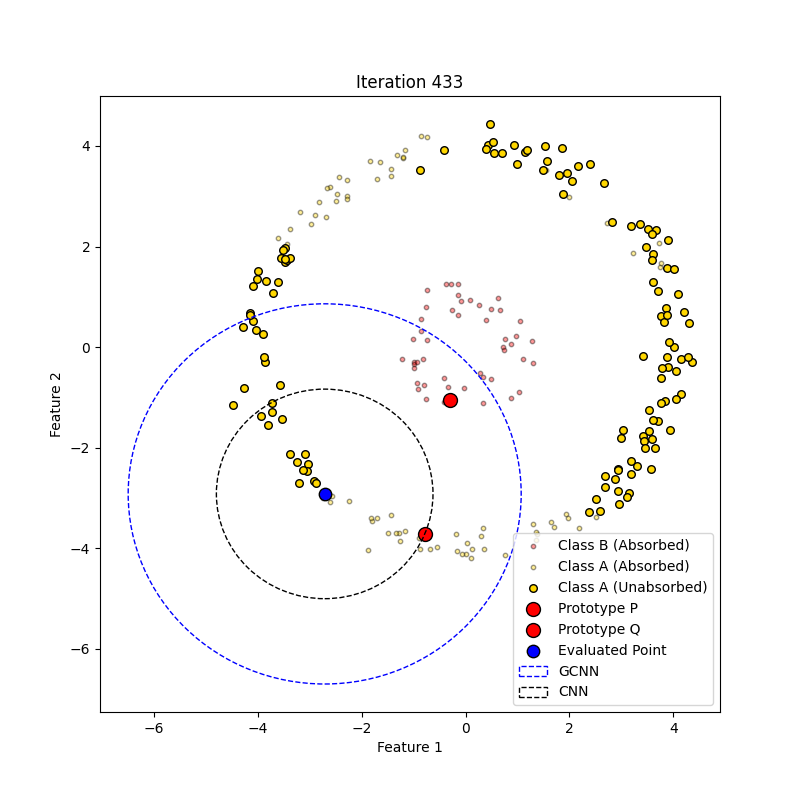 Iteration 433
4
2
0
−2
−4
−6
Feature 2
−6
−4
−2
0
2
4
Feature 1
Class B (Absorbed)
Class A (Absorbed)
Class A (Unabsorbed)
Prototype P
Prototype Q
Evaluated Point
GCNN
CNN